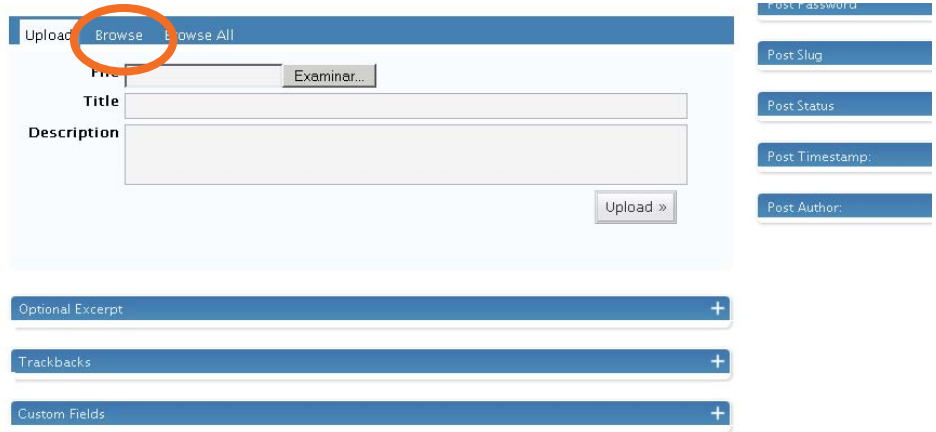 Upload Browse Browse All
File Examinar...
Title
Description
Upload »
Optional Excerpt
Trackbacks
Custom Fields
Post Password
Post Slug
Post Status
Post Timestamp:
Post Author: